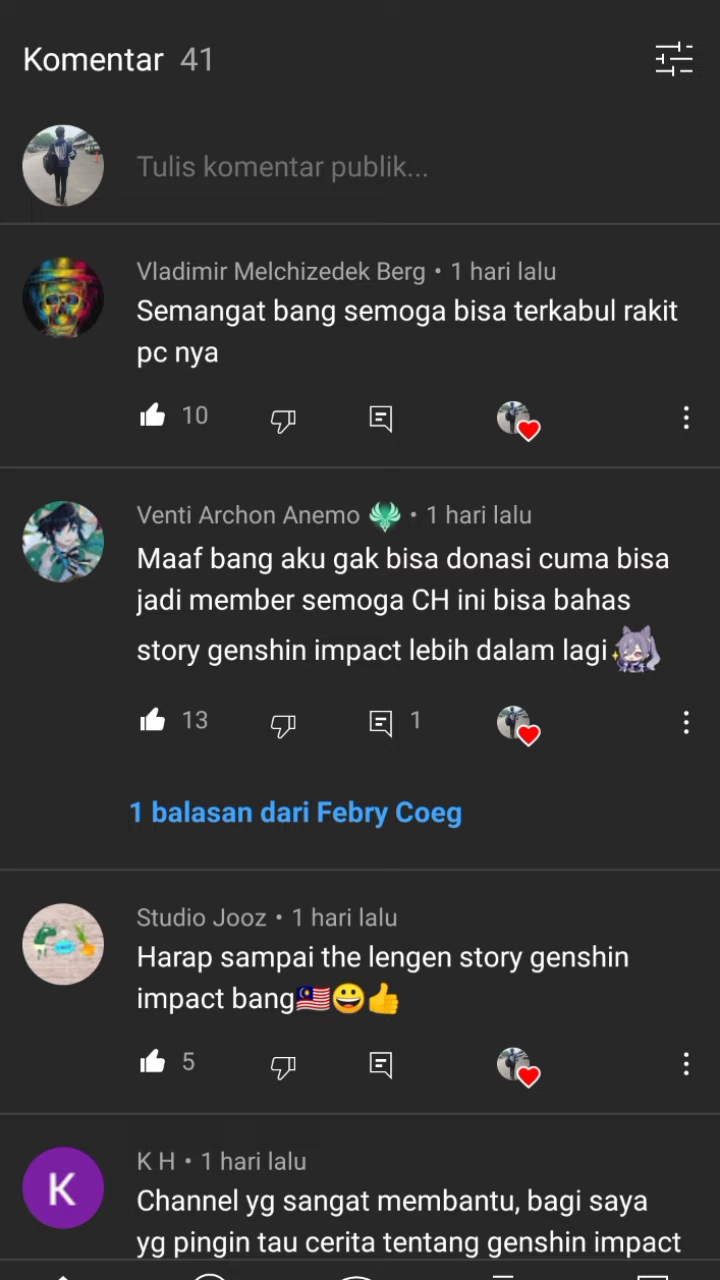 Komentar 41
Tulis komentar publik...
Vladimir Melchizedek Berg • 1 hari lalu
Semangat bang semoga bisa terkabul rakit
pc nya
10
Venti Archon Anemo • 1 hari lalu
Maaf bang aku gak bisa donasi cuma bisa
jadi member semoga CH ini bisa bahas
story genshin impact lebih dalam lagi
13 1
1 balasan dari Febry Coeg
Studio Jooz • 1 hari lalu
Harap sampai the lengen story genshin
impact bang🇲🇾😀👍
5
K
K H • 1 hari lalu
Channel yg sangat membantu, bagi saya
yg pingin tau cerita tentang genshin impact